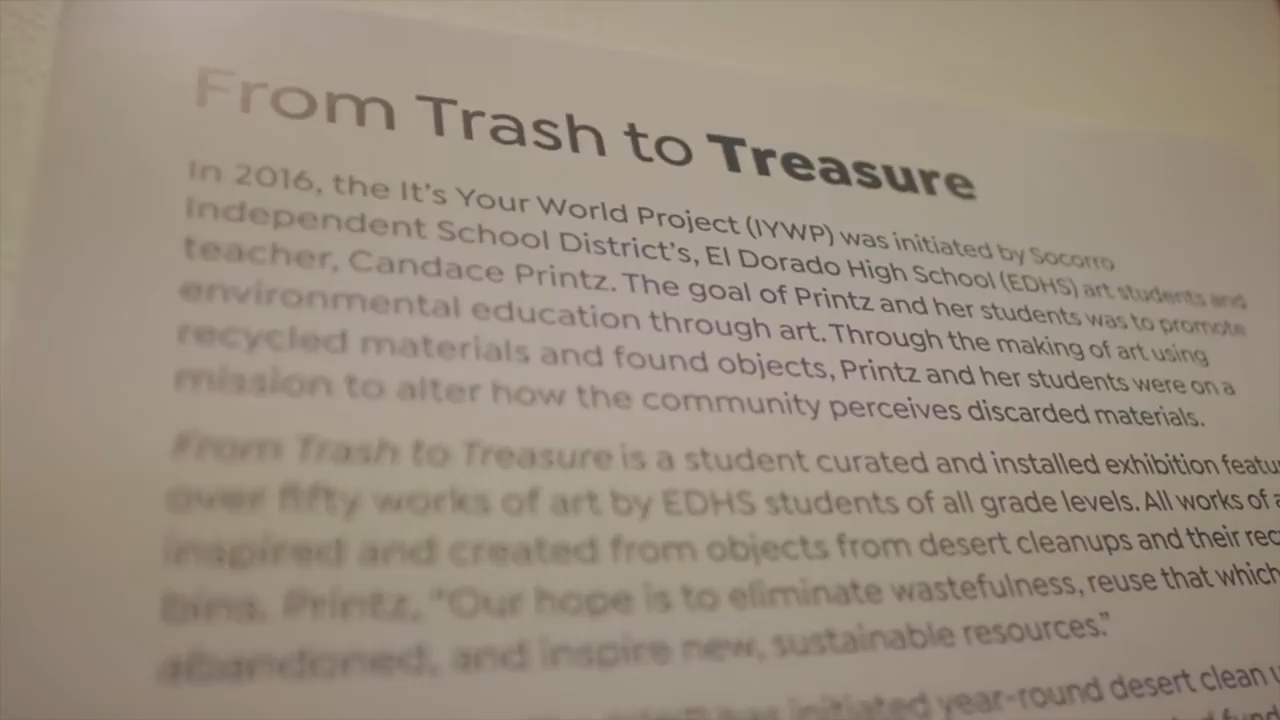 From Trash to Treasure
In 2016, the It's Your World Project (IYWP) was initiated by Socorro
Independent School District's, El Dorado High School (EDHS) art students and
teacher, Candace Printz. The goal of Printz and her students was to promote
environmental education through art. Through the making of art using
recycled materials and found objects, Printz and her students were on a
mission to alter how the community perceives discarded materials.
From Trash to Treasure is a student curated and installed exhibition featu
over fifty works of art by EDHS students of all grade levels. All works of a
inspired and created from objects from desert cleanups and their rec
bins. Printz, "Our hope is to eliminate wastefulness, reuse that which
abandoned, and inspire new, sustainable resources."
initiated year-round desert clean u